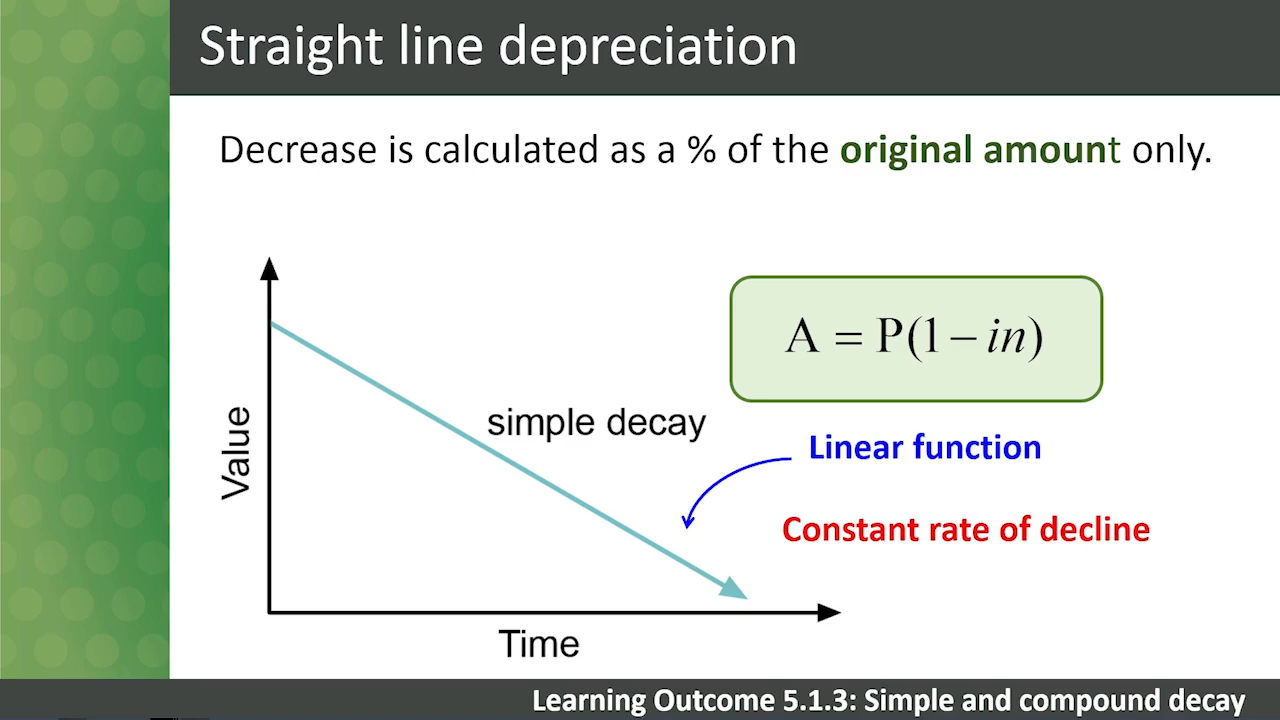 Straight line depreciation
Decrease is calculated as a % of the original amount only.
A = P(1 − in)
simple decay
Linear function
Value
Constant rate of decline
Time
Learning Outcome 5.1.3: Simple and compound decay